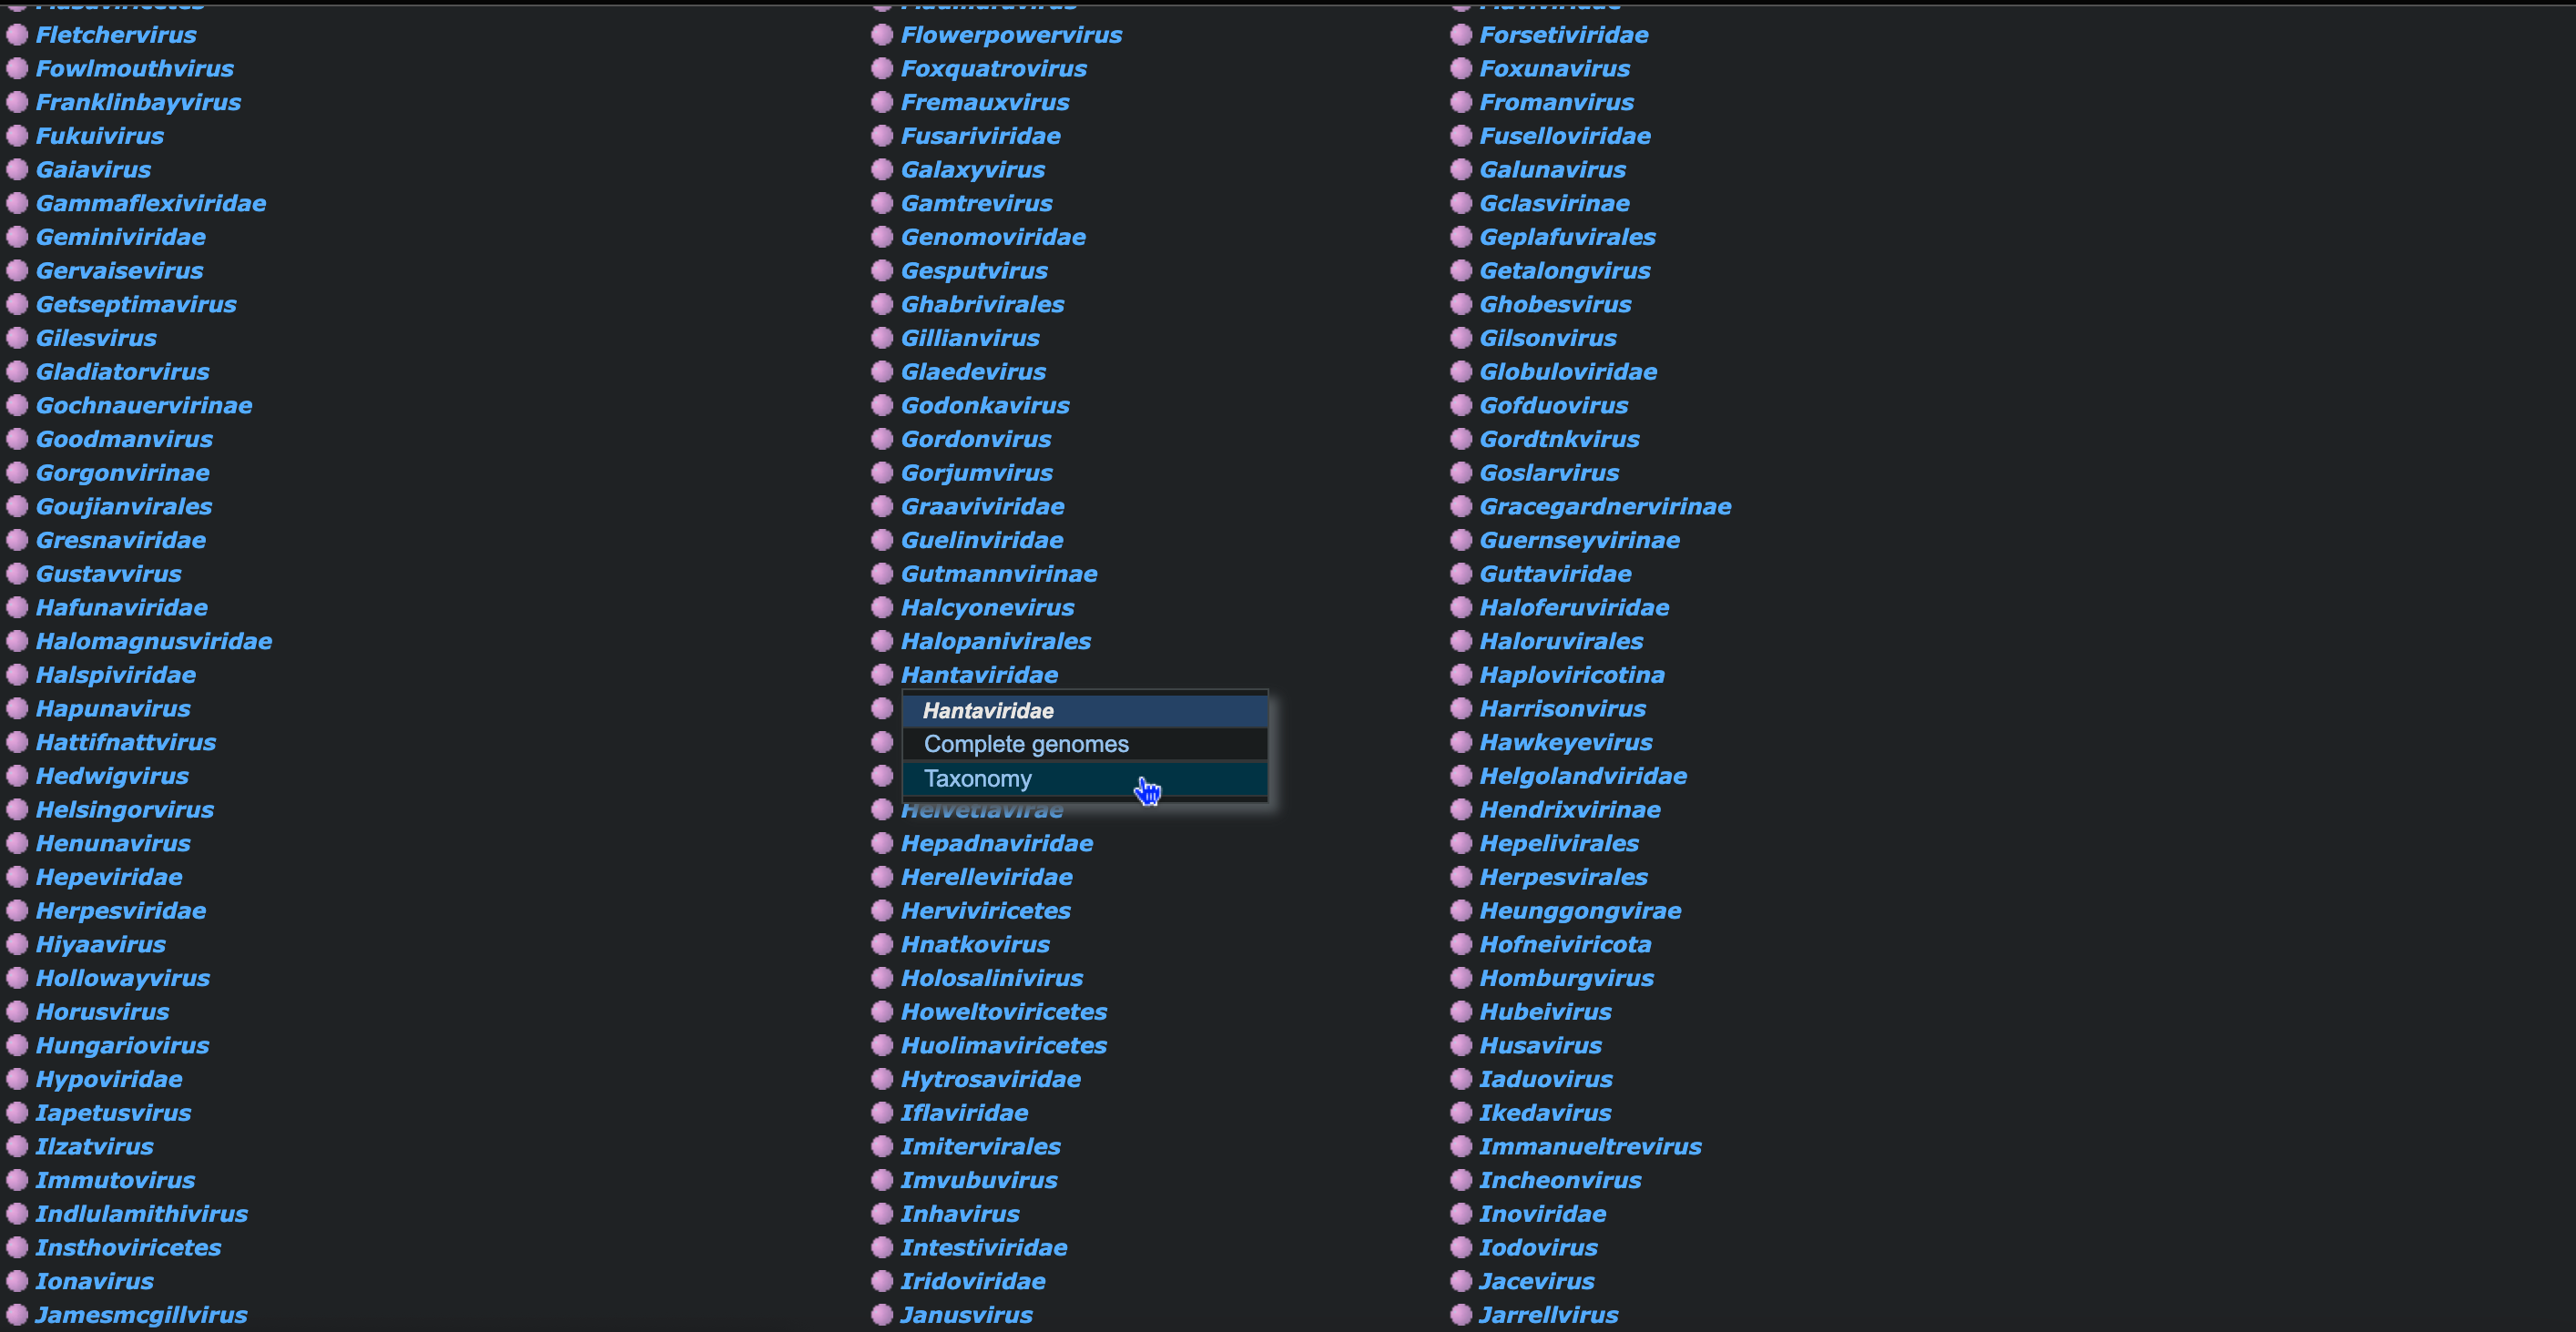 Fletchervirus Flowerpowervirus Forsetiviridae
Fowlmouthvirus Foxquatrovirus Foxunavirus
Franklinbayvirus Fremauxvirus Fromanvirus
Fukuivirus Fusariviridae Fuselloviridae
Gaiavirus Galaxyvirus Galunavirus
Gammaflexiviridae Gamtrevirus Gclasvirinae
Geminiviridae Genomoviridae Geplafuvirales
Gervaisevirus Gesputvirus Getalongvirus
Getseptimavirus Ghabrivirales Ghobesvirus
Gilesvirus Gillianvirus Gilsonvirus
Gladiatorvirus Glaedevirus Globuloviridae
Gochnauervirinae Godonkavirus Gofduovirus
Goodmanvirus Gordonvirus Gordtnkvirus
Gorgonvirinae Gorjumvirus Goslarvirus
Goujianvirales Graaviviridae Gracegardnervirinae
Gresnaviridae Guelinviridae Guernseyvirinae
Gustavvirus Gutmannvirinae Guttaviridae
Hafunaviridae Halcyonevirus Haloferuviridae
Halomagnusviridae Halopanivirales Haloruvirales
Halspiviridae Hantaviridae Haploviricotina
Hapunavirus Hantaviridae Harrisonvirus
Hattifnattvirus Complete genomes Hawkeyevirus
Hedwigvirus Taxonomy Helgolandviridae
Helsingorvirus Helvetiavirae Hendrixvirinae
Henunavirus Hepadnaviridae Hepelivirales
Hepeviridae Herelleviridae Herpesvirales
Herpesviridae Herviviricetes Heunggongvirae
Hiyaavirus Hnatkovirus Hofneiviricota
Hollowayvirus Holosalinivirus Homburgvirus
Horusvirus Howeltoviricetes Hubeivirus
Hungariovirus Huolimaviricetes Husavirus
Hypoviridae Hytrosaviridae Iaduovirus
Iapetusvirus Iflaviridae Ikedavirus
Ilzatvirus Imitervirales Immanueltrevirus
Immutovirus Imvubuvirus Incheonvirus
Indlulamithivirus Inhavirus Inoviridae
Insthoviricetes Intestiviridae Iodovirus
Ionavirus Iridoviridae Jacevirus
Jamesmcgillvirus Janusvirus Jarrellvirus